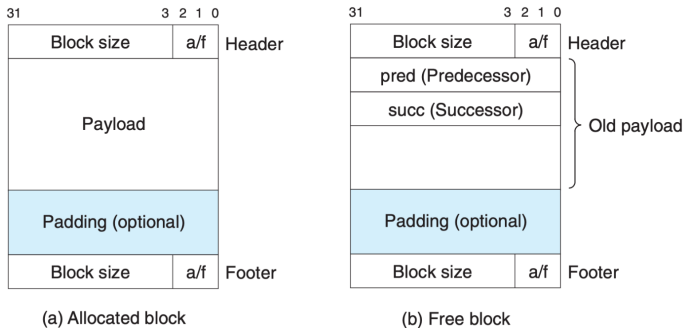 31 3 2 1 0
Block size a/f Header
Payload
Padding (optional)
Block size a/f Footer
(a) Allocated block
31 3 2 1 0
Block size a/f Header
pred (Predecessor)
succ (Successor)
Old payload
Padding (optional)
Block size a/f Footer
(b) Free block